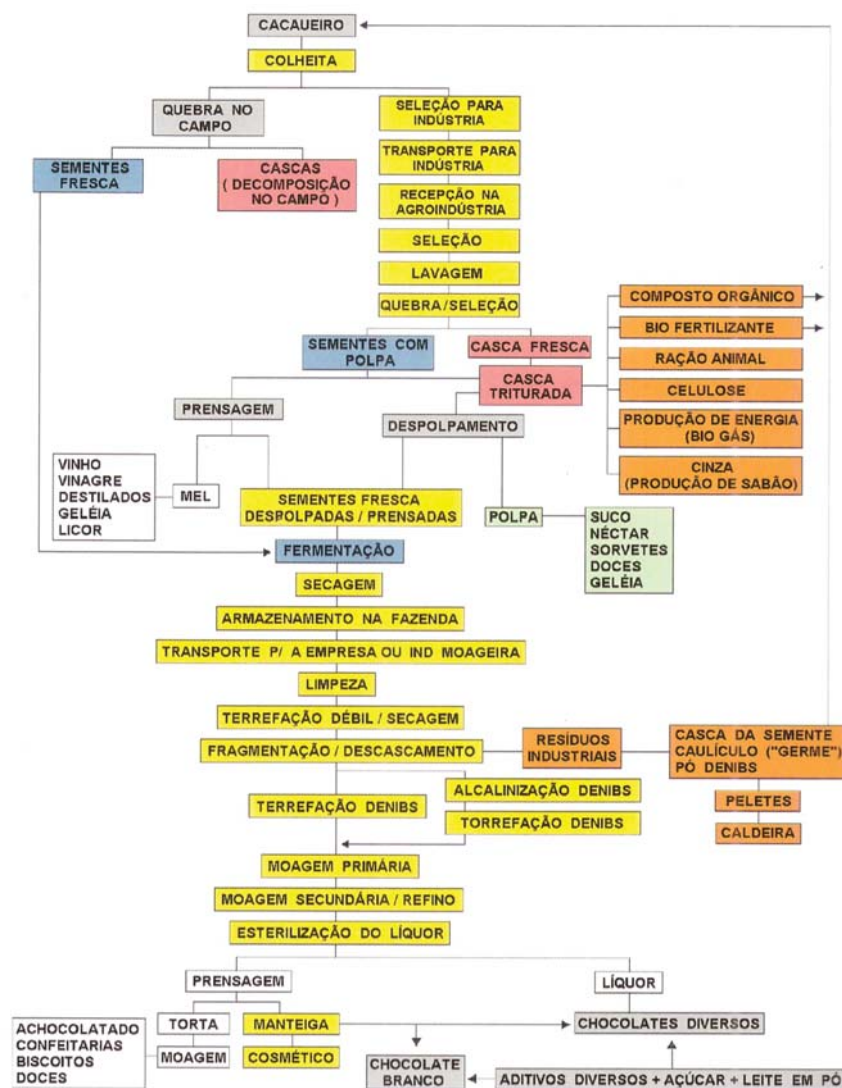 CACAUEIRO
COLHEITA
QUEBRA NO
CAMPO
SELEÇÃO PARA
INDÚSTRIA
TRANSPORTE PARA
INDÚSTRIA
SEMENTES
FRESCA
CASCAS
( DECOMPOSIÇÃO
NO CAMPO )
RECEPÇÃO NA
AGROINDÚSTRIA
SELEÇÃO
LAVAGEM
QUEBRA/SELEÇÃO
SEMENTES COM
POLPA
CASCA FRESCA
CASCA
TRITURADA
COMPOSTO ORGÂNICO
BIO FERTILIZANTE
RAÇÃO ANIMAL
CELULOSE
PRODUÇÃO DE ENERGIA
(BIO GÁS)
CINZA
(PRODUÇÃO DE SABÃO)
PRENSAGEM
DESPOLPAMENTO
VINHO
VINAGRE
DESTILADOS
GELÉIA
LICOR
MEL
SEMENTES FRESCA
DESPOLPADAS / PRENSADAS
POLPA
SUCO
NÉCTAR
SORVETES
DOCES
GELÉIA
FERMENTAÇÃO
SECAGEM
ARMAZENAMENTO NA FAZENDA
TRANSPORTE P/ A EMPRESA OU IND MOAGEIRA
LIMPEZA
TERREFAÇÃO DÉBIL / SECAGEM
FRAGMENTAÇÃO / DESCASCAMENTO
RESÍDUOS
INDUSTRIAIS
CASCA DA SEMENTE
CAULÍCULO ("GERME")
PÓ DENIBS
PELETES
CALDEIRA
TERREFAÇÃO DENIBS
ALCALINIZAÇÃO DENIBS
TORREFAÇÃO DENIBS
MOAGEM PRIMÁRIA
MOAGEM SECUNDÁRIA / REFINO
ESTERILIZAÇÃO DO LÍQUOR
PRENSAGEM
LÍQUOR
ACHOCOLATADO
CONFEITARIAS
BISCOITOS
DOCES
TORTA
MOAGEM
MANTEIGA
COSMÉTICO
CHOCOLATES DIVERSOS
CHOCOLATE
BRANCO
ADITIVOS DIVERSOS + AÇÚCAR + LEITE EM PÓ